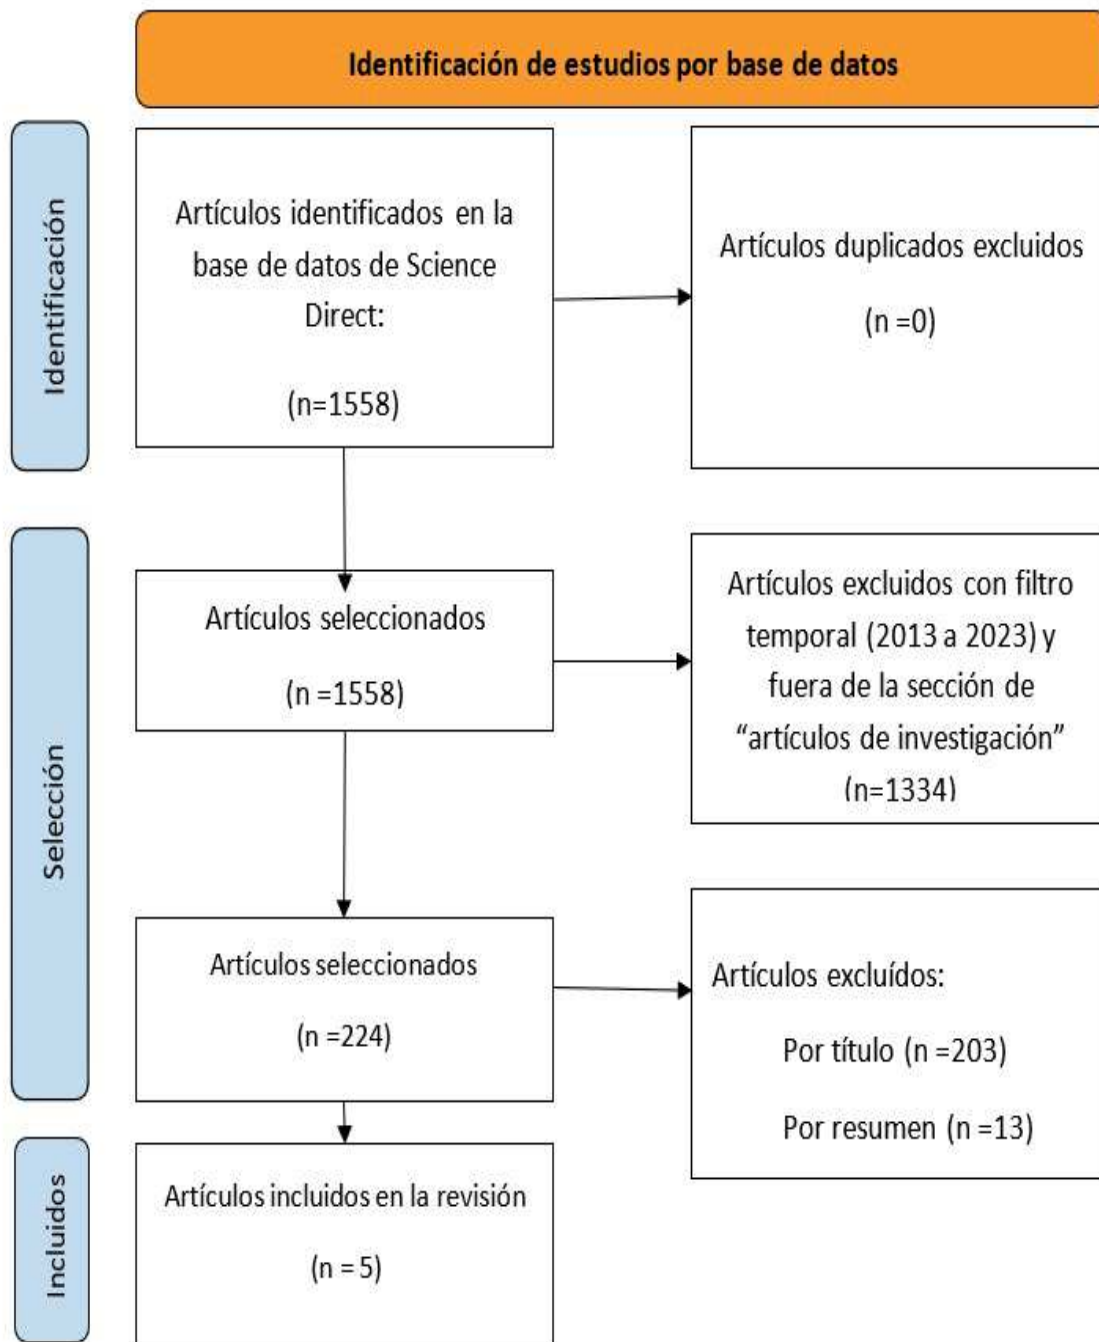 Identificación de estudios por base de datos
Identificación
Artículos identificados en la
base de datos de Science
Direct:
(n=1558)
Artículos duplicados excluidos
(n =0)
Selección
Artículos seleccionados
(n =1558)
Artículos excluidos con filtro
temporal (2013 a 2023) y
fuera de la sección de
“artículos de investigación”
(n=1334)
Artículos seleccionados
(n =224)
Artículos excluídos:
Por título (n =203)
Por resumen (n =13)
Incluidos
Artículos incluidos en la revisión
(n = 5)